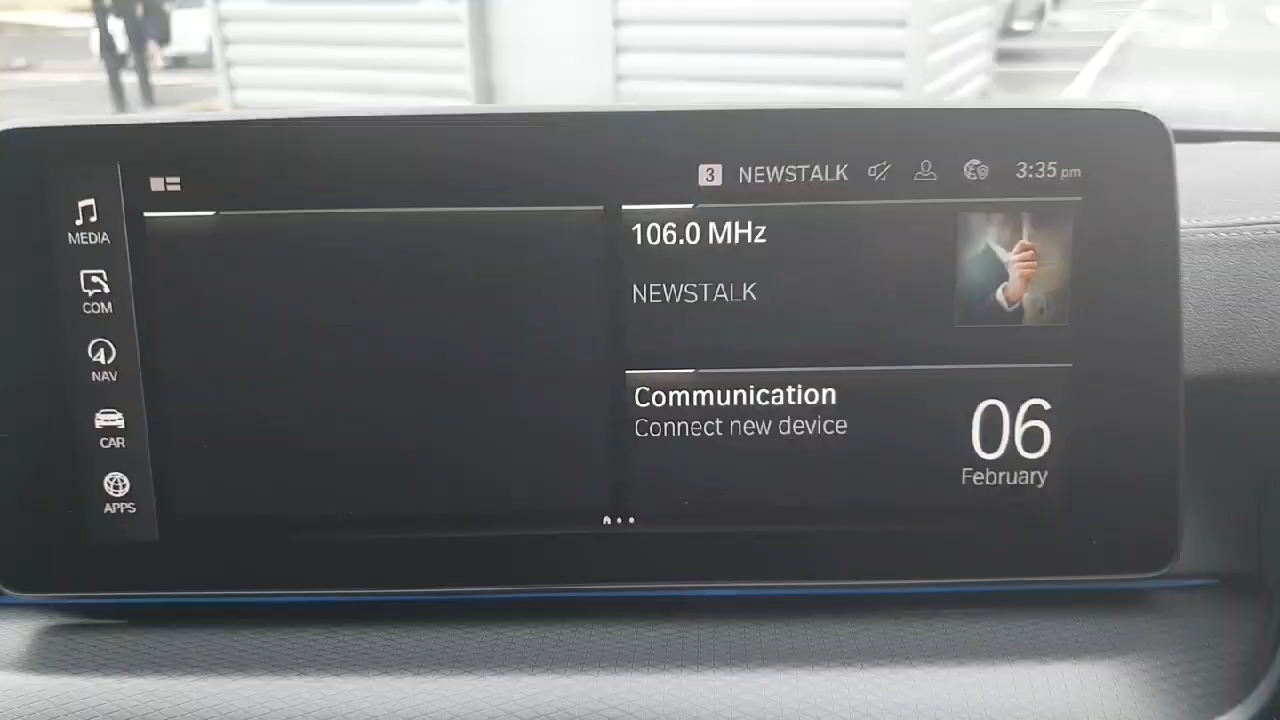 3 NEWSTALK 3:35 pm
MEDIA
COM
NAV
CAR
APPS
106.0 MHz
NEWSTALK
Communication
Connect new device
06
February